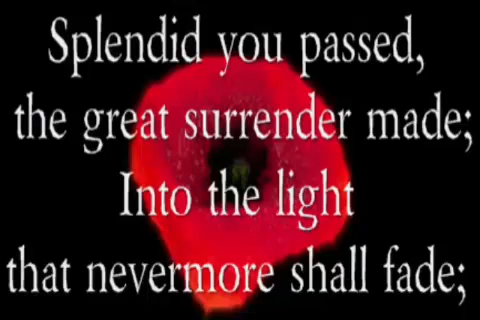 Splendid you passed,
the great surrender made;
Into the light
that nevermore shall fade;